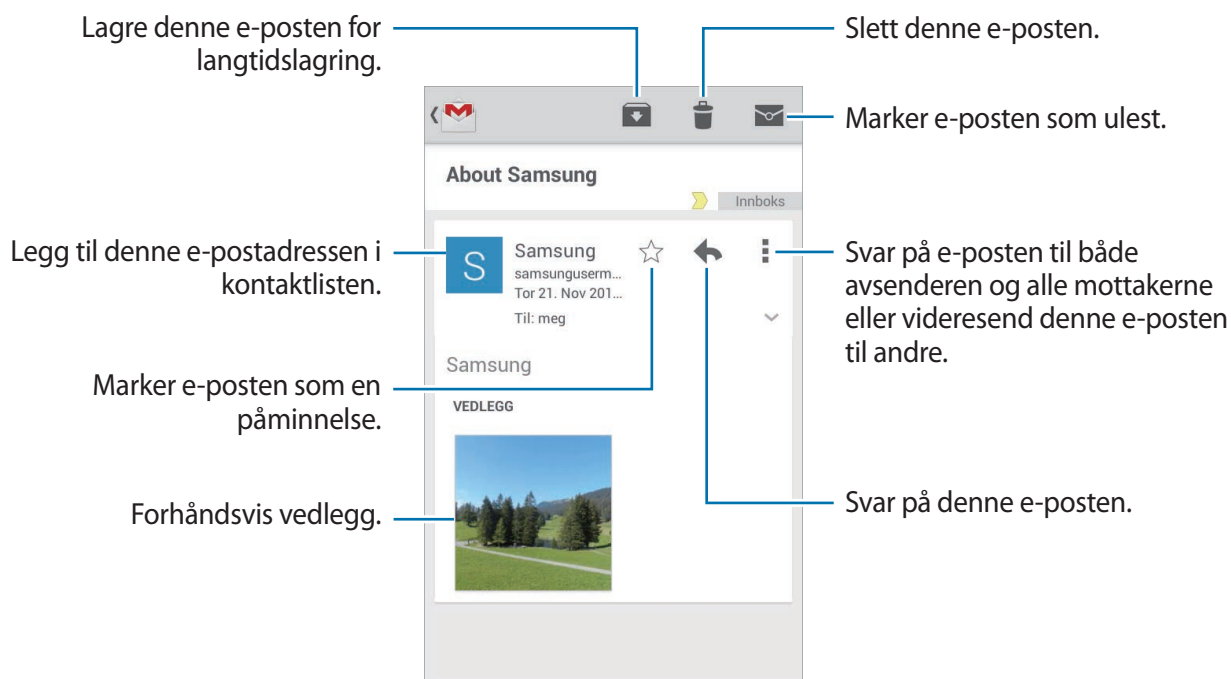 Lagre denne e-posten for
langtidslagring.
Slett denne e-posten.
Marker e-posten som ulest.
About Samsung
Innboks
Legg til denne e-postadressen i
kontaktlisten.
S
Samsung
samsunguserm...
Tor 21. Nov 201...
Til: meg
Svar på e-posten til både
avsenderen og alle mottakerne
eller videresend denne e-posten
til andre.
Samsung
Marker e-posten som en
påminnelse.
VEDLEGG
Forhåndsvis vedlegg.
Svar på denne e-posten.